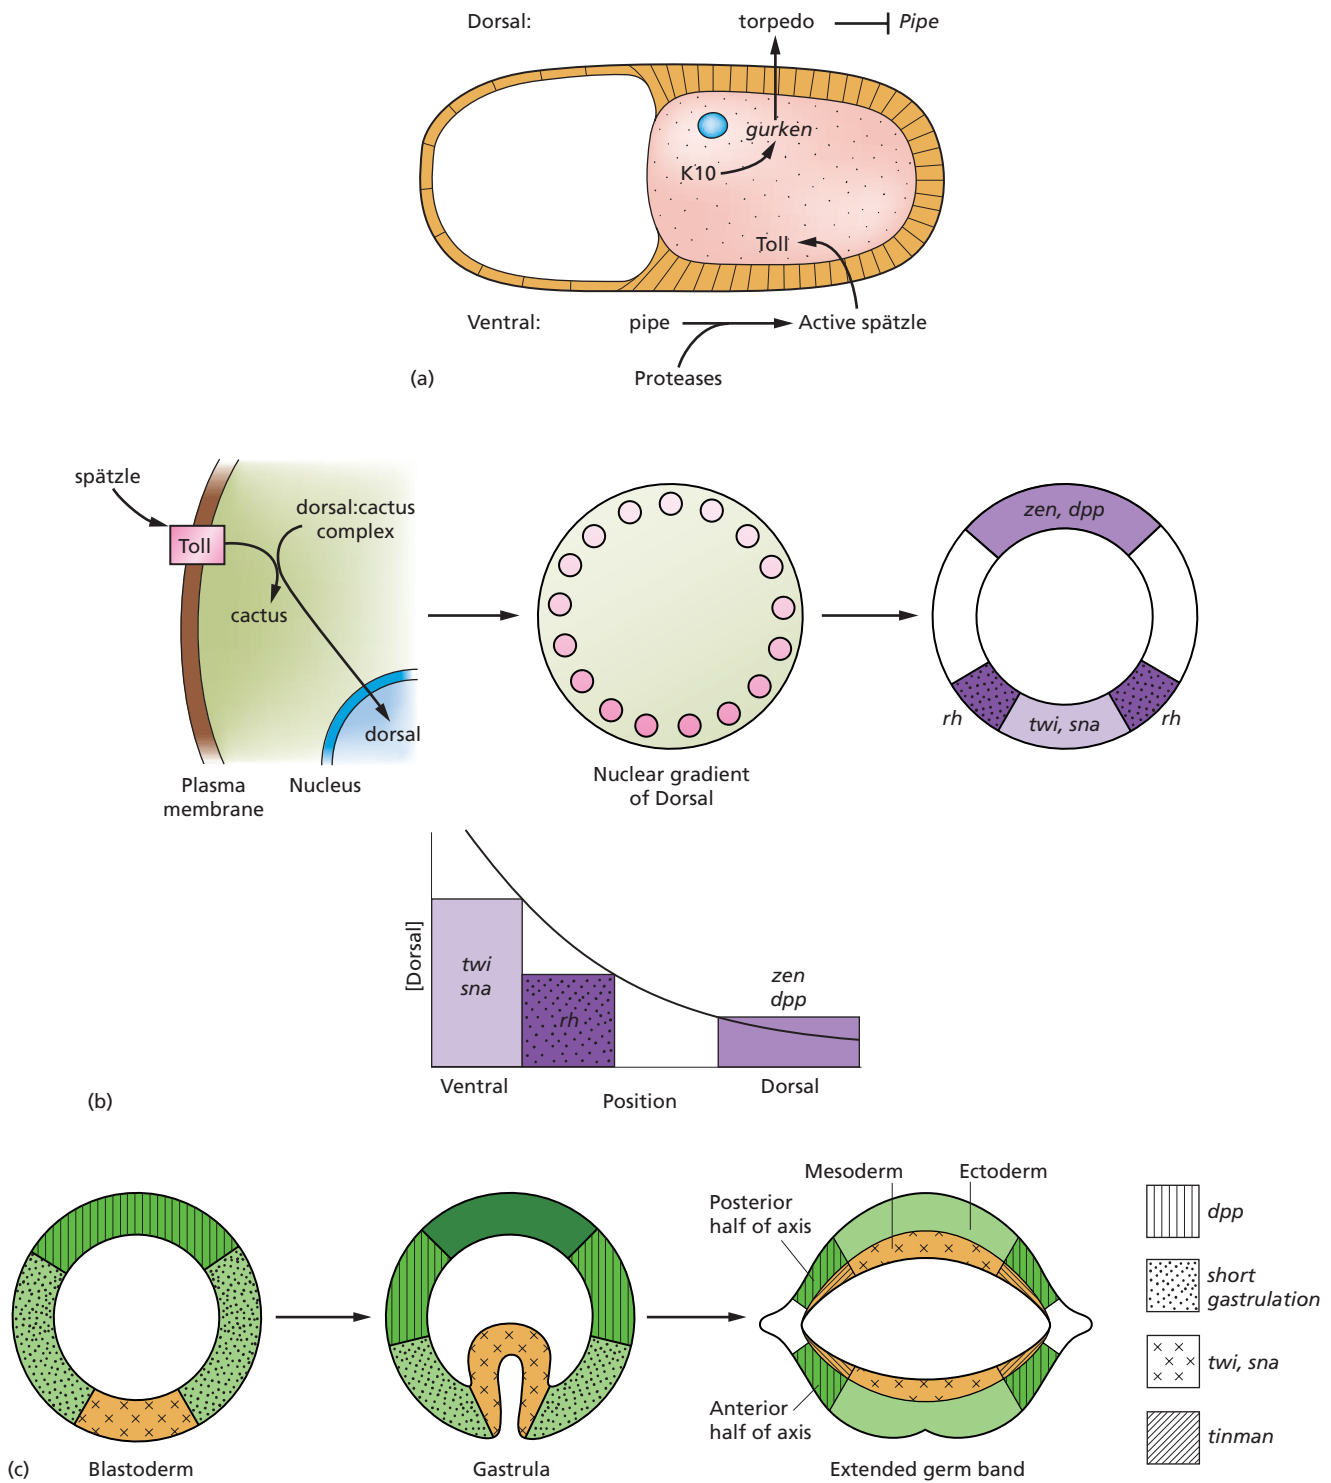 Dorsal: torpedo Pipe
gurken
K10
Toll
Ventral: pipe Active spätzle
Proteases
(a)
spätzle
dorsal:cactus
complex
Toll
cactus
dorsal
Plasma
membrane
Nucleus
Nuclear gradient
of Dorsal
zen, dpp
rh
twi, sna
rh
[Dorsal]
twi
sna
rh
zen
dpp
Ventral
Position
Dorsal
(b)
Mesoderm
Ectoderm
Posterior
half of axis
Anterior
half of axis
dpp
short
gastrulation
twi, sna
tinman
(c)
Blastoderm
Gastrula
Extended germ band